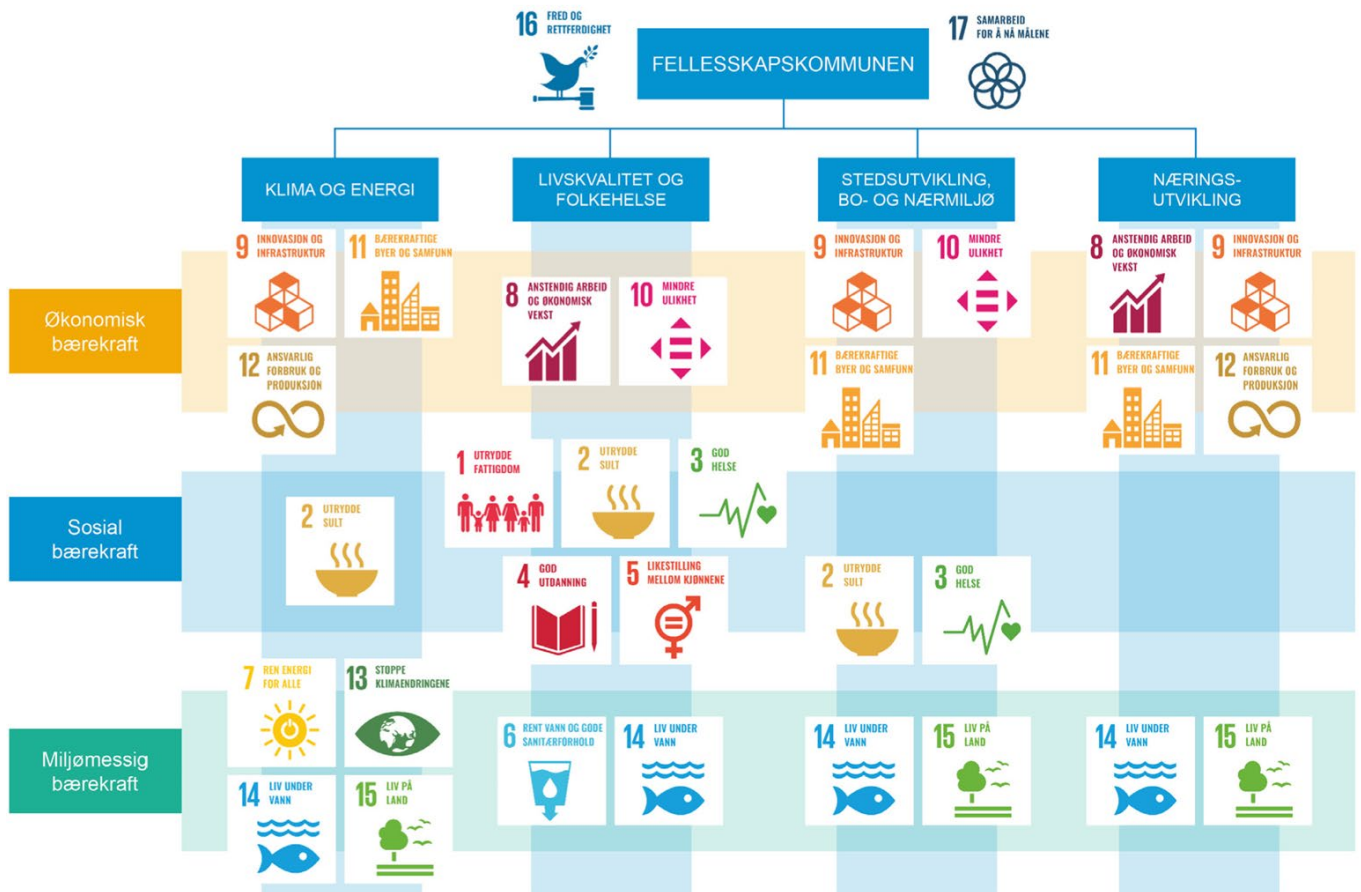 16 FRED OG
RETTFERDIGHET
FELLESSKAPSKOMMUNEN
17 SAMARBEID
FOR Å NÅ MÅLENE
KLIMA OG ENERGI
LIVSKVALITET OG
FOLKEHELSE
STEDSUTVIKLING,
BO- OG NÆRMILJØ
NÆRINGS-
UTVIKLING
Økonomisk
bærekraft
9 INNOVASJON OG
INFRASTRUKTUR
11 BÆREKRAFTIGE
BYER OG SAMFUNN
12 ANSVARLIG
FORBRUK OG
PRODUKSJON
8 ANSTENDIG ARBEID
OG ØKONOMISK
VEKST
10 MINDRE
ULIKHET
9 INNOVASJON OG
INFRASTRUKTUR
10 MINDRE
ULIKHET
11 BÆREKRAFTIGE
BYER OG SAMFUNN
8 ANSTENDIG ARBEID
OG ØKONOMISK
VEKST
9 INNOVASJON OG
INFRASTRUKTUR
11 BÆREKRAFTIGE
BYER OG SAMFUNN
12 ANSVARLIG
FORBRUK OG
PRODUKSJON
Sosial
bærekraft
2 UTRYDDE
SULT
1 UTRYDDE
FATTIGDOM
2 UTRYDDE
SULT
3 GOD
HELSE
4 GOD
UTDANNING
5 LIKESTILLING
MELLOM KJØNNENE
2 UTRYDDE
SULT
3 GOD
HELSE
Miljømessig
bærekraft
7 REN ENERGI
FOR ALLE
13 STOPPE
KLIMAENDRINGENE
14 LIV UNDER
VANN
15 LIV PÅ
LAND
6 RENT VANN OG GODE
SANITÆRFORHOLD
14 LIV UNDER
VANN
14 LIV UNDER
VANN
15 LIV PÅ
LAND
14 LIV UNDER
VANN
15 LIV PÅ
LAND